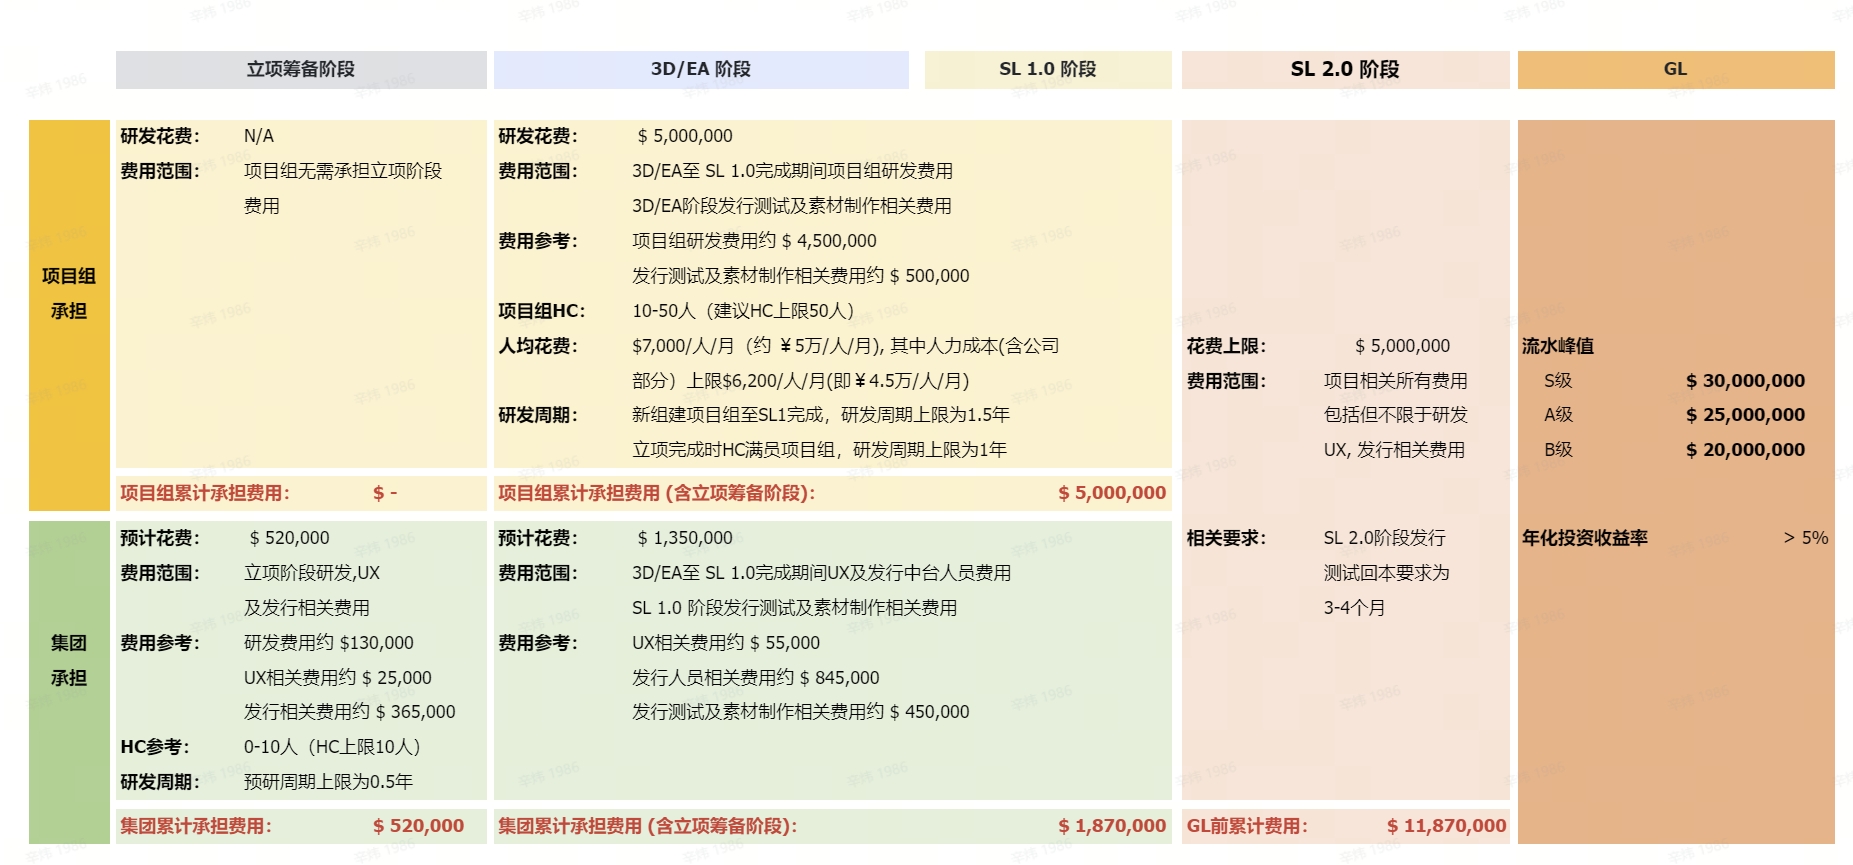 立项筹备阶段
3D/EA 阶段
SL 1.0 阶段
SL 2.0 阶段
GL
项目组
承担
研发花费： N/A
费用范围： 项目组无需承担立项阶段
费用
项目组累计承担费用： $ -
研发花费： $ 5,000,000
费用范围： 3D/EA至 SL 1.0完成期间项目组研发费用
3D/EA阶段发行测试及素材制作相关费用
费用参考： 项目组研发费用约 $ 4,500,000
发行测试及素材制作相关费用约 $ 500,000
项目组HC： 10-50人（建议HC上限50人）
人均花费： $7,000/人/月（约 ￥5万/人/月), 其中人力成本(含公司
部分）上限$6,200/人/月(即￥4.5万/人/月)
研发周期： 新组建项目组至SL1完成，研发周期上限为1.5年
立项完成时HC满员项目组，研发周期上限为1年
项目组累计承担费用 (含立项筹备阶段)： $ 5,000,000
集团
承担
预计花费： $ 520,000
费用范围： 立项阶段研发,UX
及发行相关费用
费用参考： 研发费用约 $130,000
UX相关费用约 $ 25,000
发行相关费用约 $ 365,000
HC参考： 0-10人（HC上限10人）
研发周期： 预研周期上限为0.5年
集团累计承担费用： $ 520,000
预计花费： $ 1,350,000
费用范围： 3D/EA至 SL 1.0完成期间UX及发行中台人员费用
SL 1.0 阶段发行测试及素材制作相关费用
费用参考： UX相关费用约 $ 55,000
发行人员相关费用约 $ 845,000
发行测试及素材制作相关费用约 $ 450,000
集团累计承担费用 (含立项筹备阶段)： $ 1,870,000
花费上限： $ 5,000,000
费用范围： 项目相关所有费用
包括但不限于研发
UX, 发行相关费用
相关要求： SL 2.0阶段发行
测试回本要求为
3-4个月
GL前累计费用： $ 11,870,000
流水峰值
S级 $ 30,000,000
A级 $ 25,000,000
B级 $ 20,000,000
年化投资收益率 > 5%
辛炜 1986